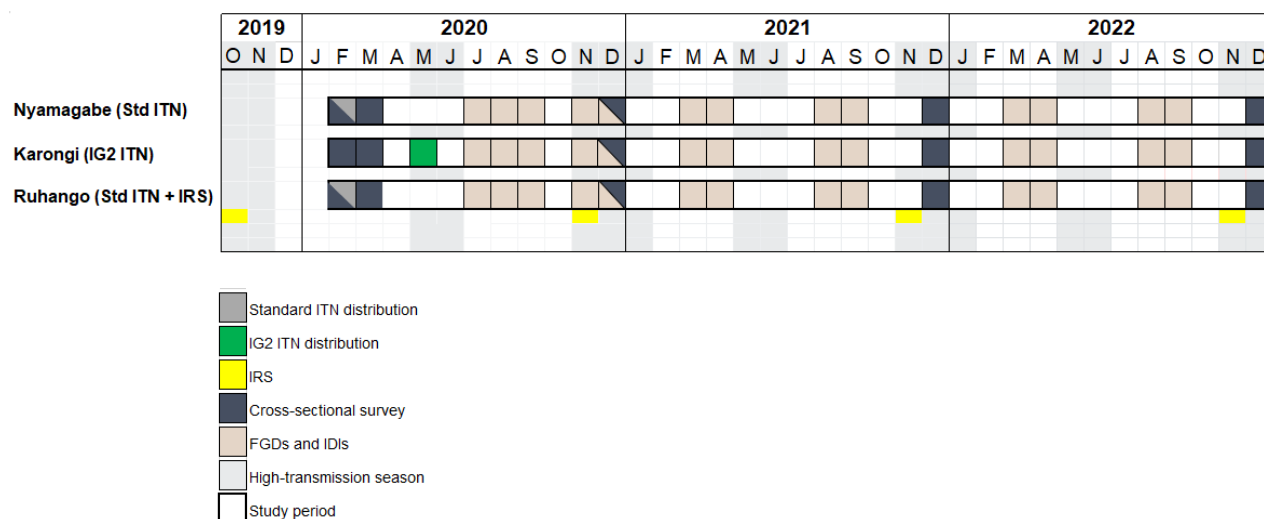 2019 2020 2021 2022
O N D J F M A M J J A S O N D J F M A M J J A S O N D J F M A M J J A S O N D
Nyamagabe (Std ITN)
Karongi (IG2 ITN)
Ruhango (Std ITN + IRS)
Standard ITN distribution
IG2 ITN distribution
IRS
Cross-sectional survey
FGDs and IDIs
High-transmission season
Study period